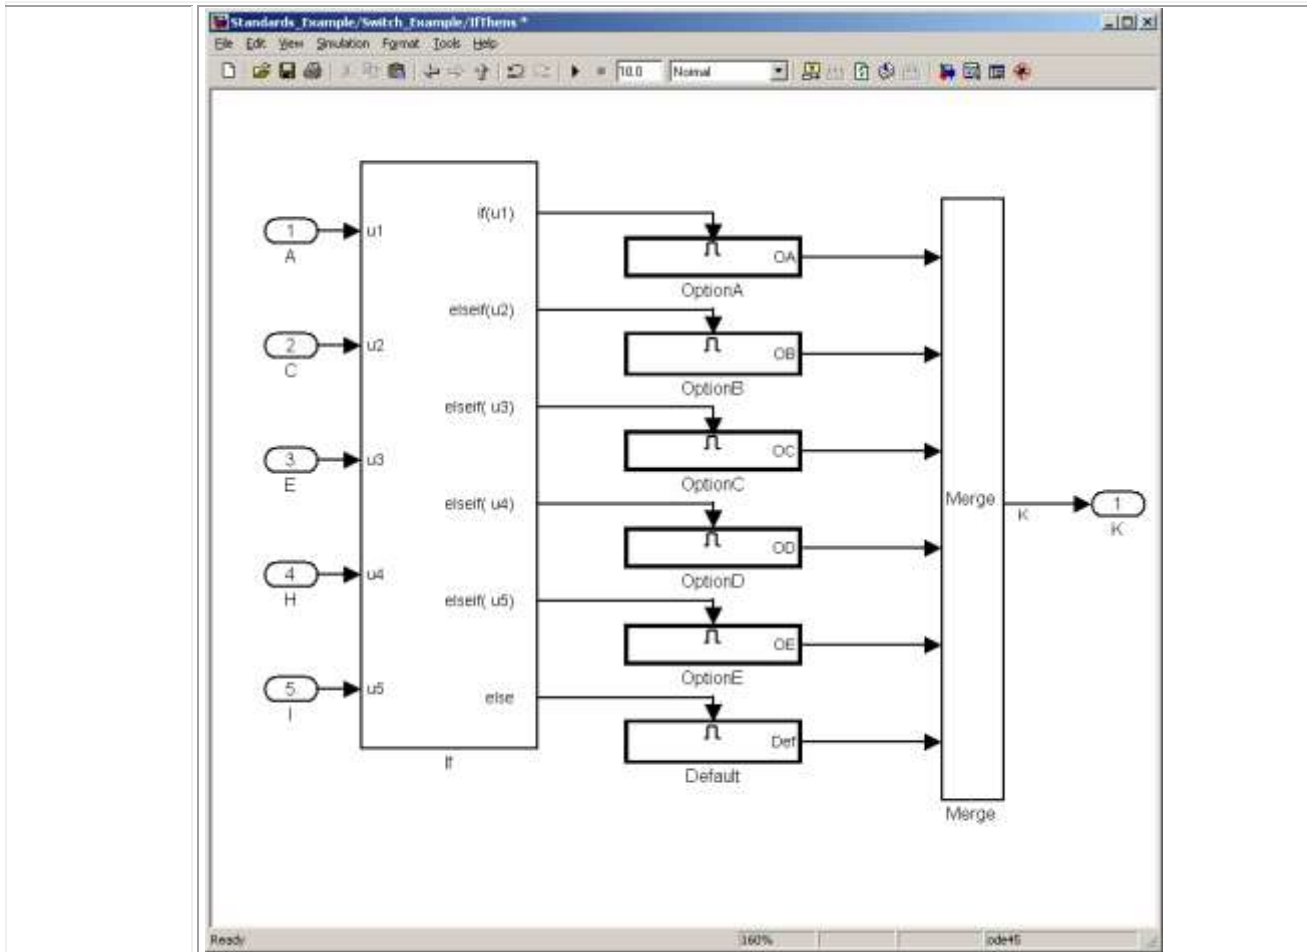 Standards_Example/Switch_Example/IfThens *
File Edit View Simulation Format Tools Help
10.0 Normal
if(u1)
1
u1
A
OA
OptionA
elseif(u2)
2
u2
C
OB
OptionB
elseif( u3)
OC
3
u3
E
OptionC
Merge
K
1
K
elseif( u4)
OD
4
u4
H
OptionD
elseif( u5)
OE
OptionE
5
u5
I
else
Def
If
Default
Merge
Ready 160% ode45